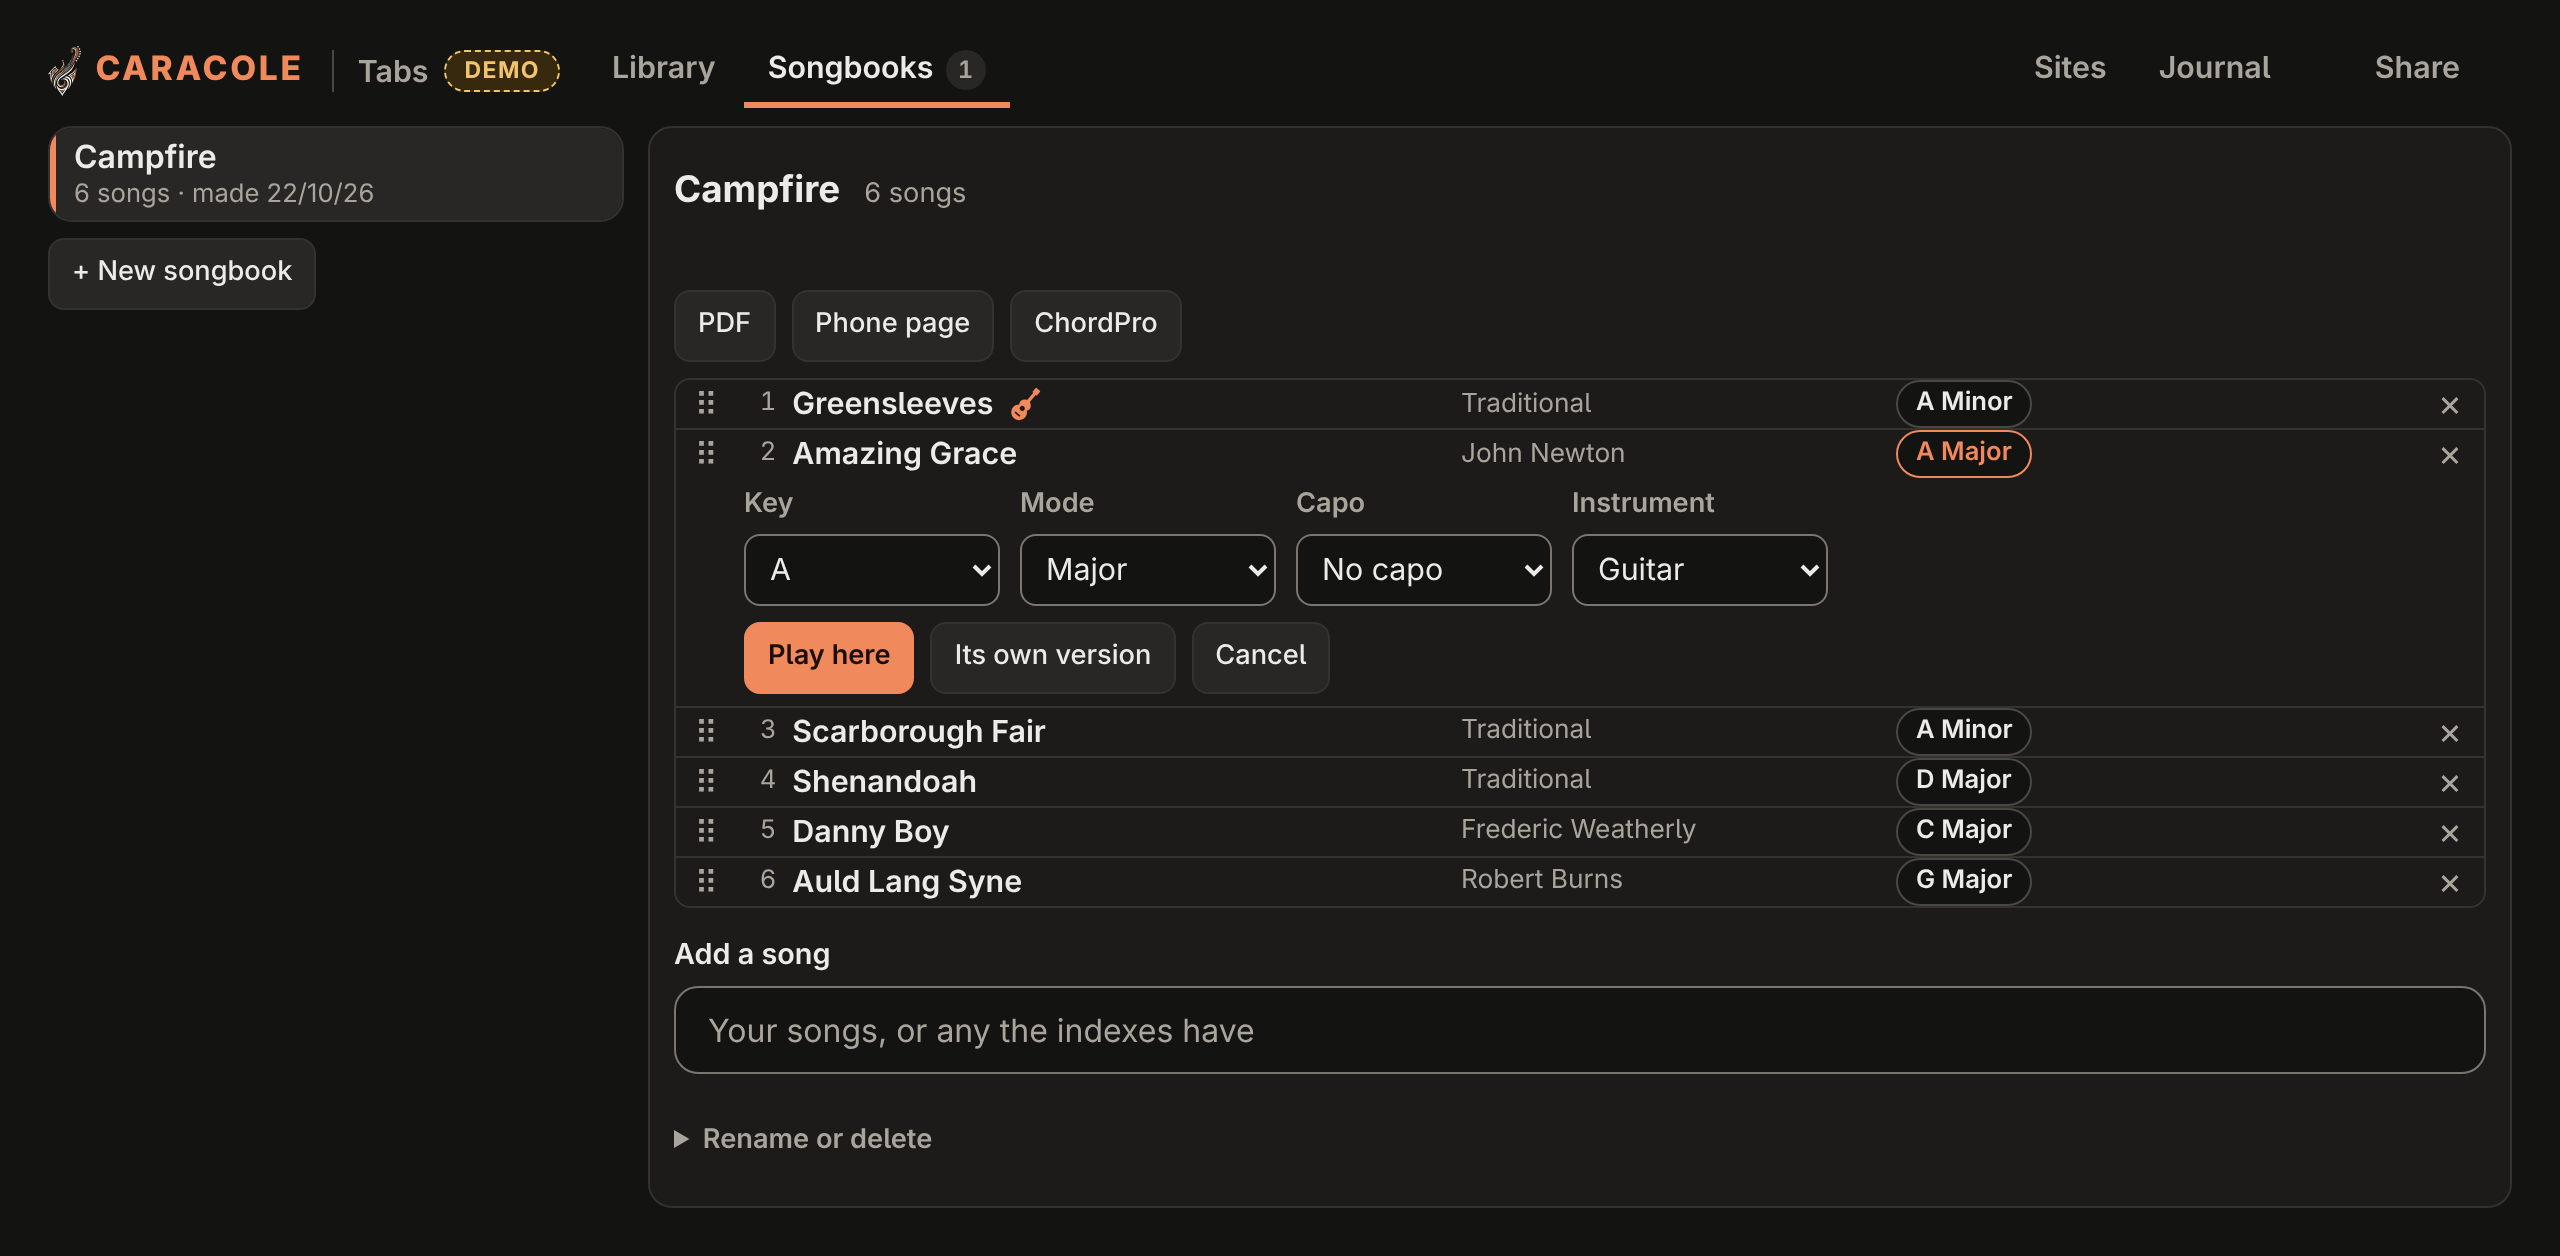 CARACOLE Tabs DEMO Library Songbooks 1 Sites Journal Share
Campfire
6 songs · made 22/10/26
+ New songbook
Campfire 6 songs
PDF Phone page ChordPro
1 Greensleeves Traditional A Minor ×
2 Amazing Grace John Newton A Major ×
Key Mode Capo Instrument
A Major No capo Guitar
Play here Its own version Cancel
3 Scarborough Fair Traditional A Minor ×
4 Shenandoah Traditional D Major ×
5 Danny Boy Frederic Weatherly C Major ×
6 Auld Lang Syne Robert Burns G Major ×
Add a song
Your songs, or any the indexes have
Rename or delete